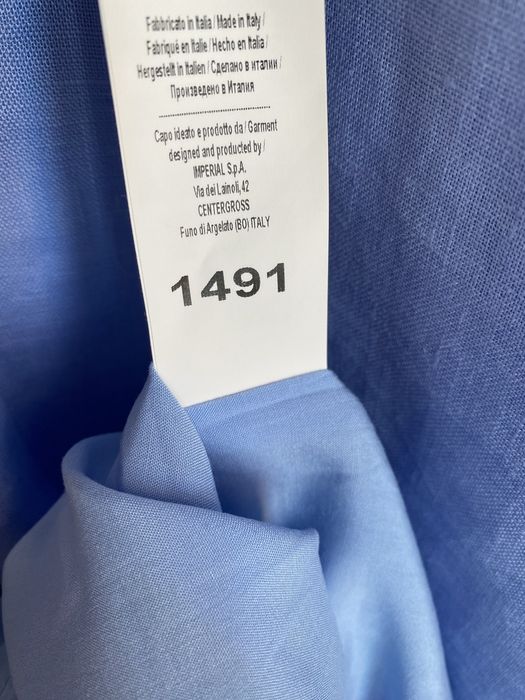 Fabbricato in Italia / Made in Italy /
Fabriqué en Italie / Hecho en Italia /
Hergestellt in Italien / Сделано в италии /
Произведено в Италия
Capo ideato e prodotto da / Garment
designed and produced by /
IMPERIAL S.p.A.
Via dei Lainoli, 42
CENTERGROSS
Funo di Argelato (BO) ITALY
1491